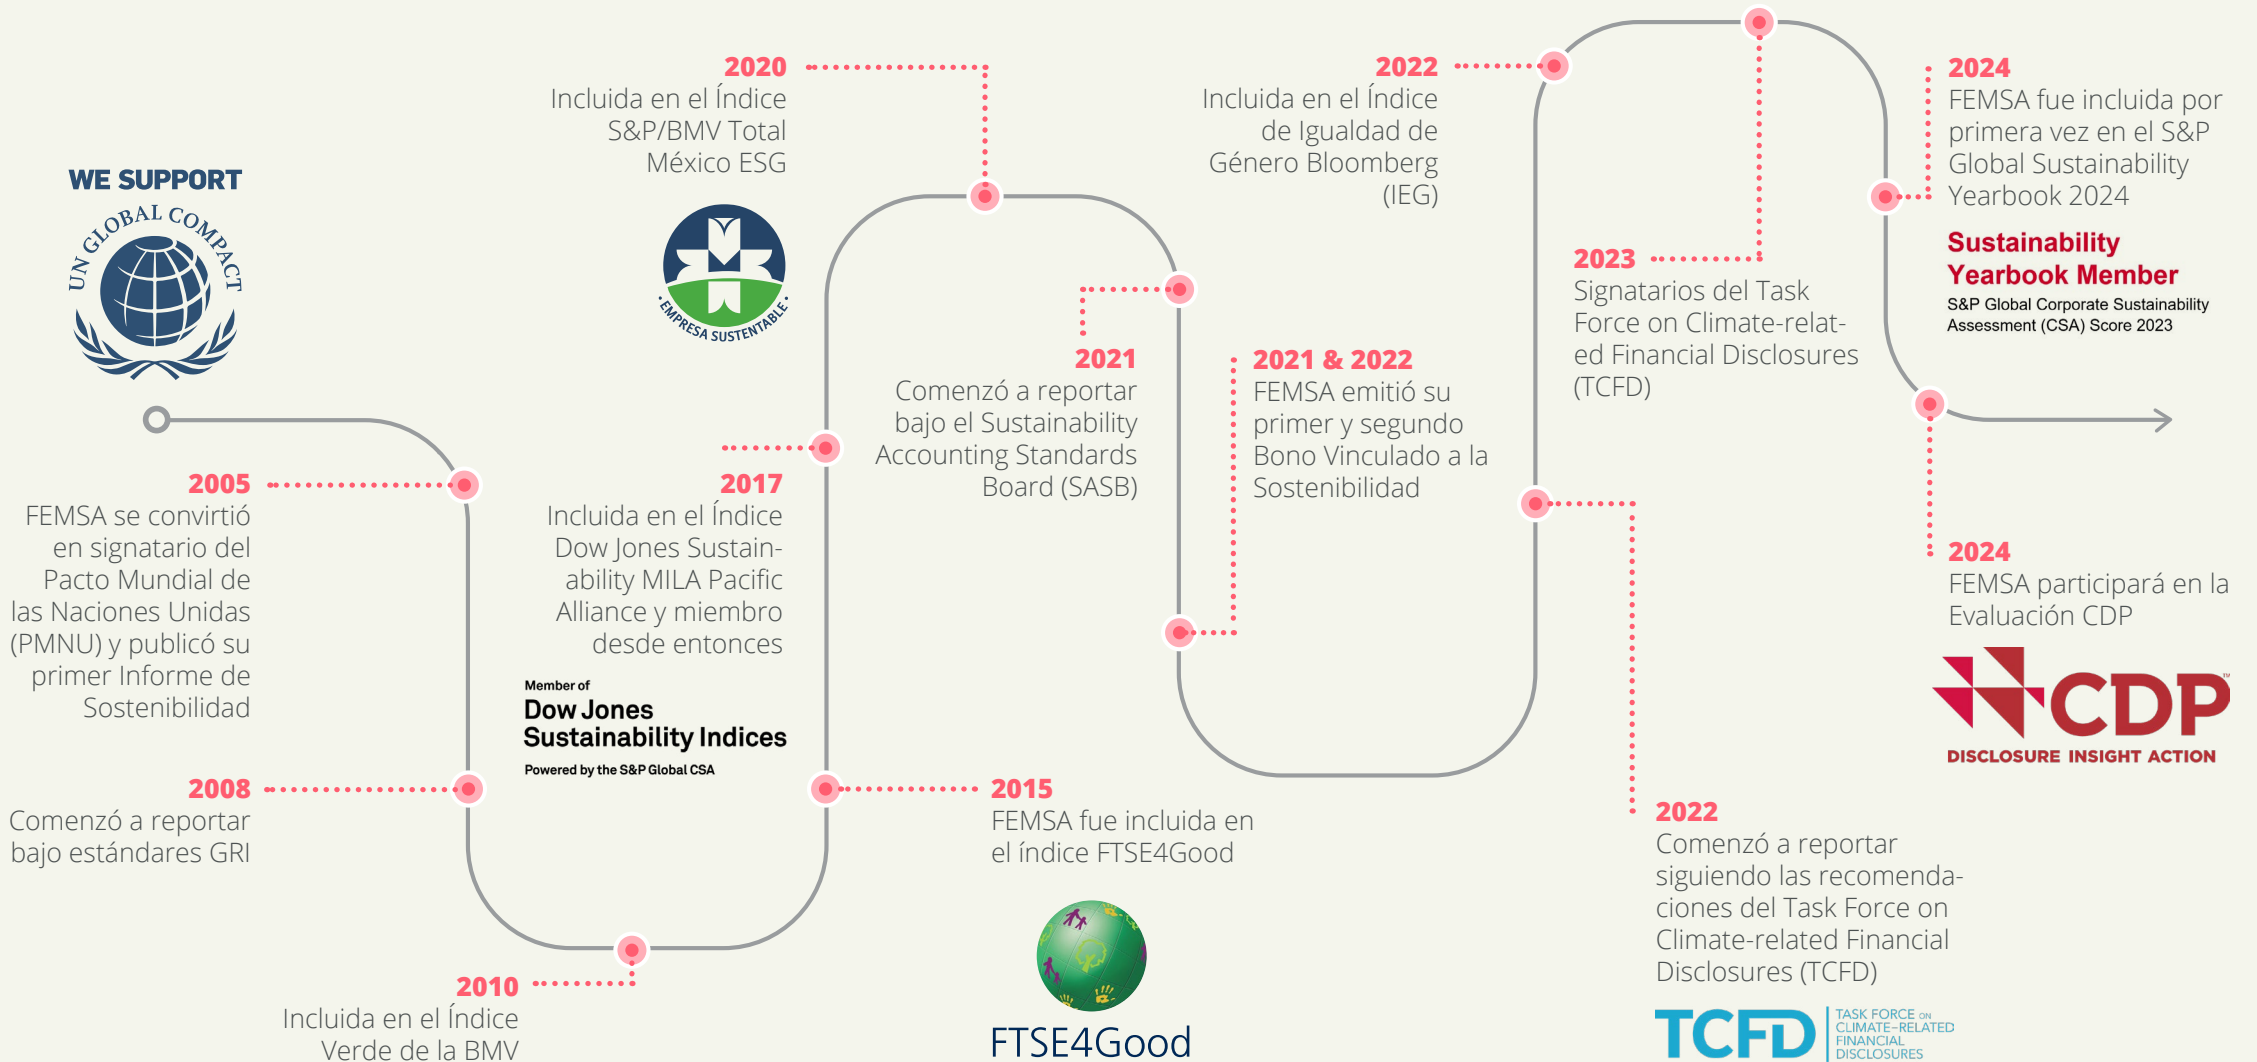 WE SUPPORT
UN GLOBAL COMPACT
2005
FEMSA se convirtió
en signatario del
Pacto Mundial de
las Naciones Unidas
(PMNU) y publicó su
primer Informe de
Sostenibilidad
2008
Comenzó a reportar
bajo estándares GRI
2010
Incluida en el Índice
Verde de la BMV
2015
FEMSA fue incluida en
el índice FTSE4Good
FTSE4Good
2017
Incluida en el Índice
Dow Jones Sustain-
ability MILA Pacific
Alliance y miembro
desde entonces
Member of
Dow Jones
Sustainability Indices
Powered by the S&P Global CSA
2020
Incluida en el Índice
S&P/BMV Total
México ESG
• EMPRESA SUSTENTABLE •
2021
Comenzó a reportar
bajo el Sustainability
Accounting Standards
Board (SASB)
2021 & 2022
FEMSA emitió su
primer y segundo
Bono Vinculado a la
Sostenibilidad
2022
Comenzó a reportar
siguiendo las recomenda-
ciones del Task Force on
Climate-related Financial
Disclosures (TCFD)
TCFD
TASK FORCE ON
CLIMATE-RELATED
FINANCIAL
DISCLOSURES
2022
Incluida en el Índice
de Igualdad de
Género Bloomberg
(IEG)
2023
Signatarios del Task
Force on Climate-relat-
ed Financial Disclosures
(TCFD)
2024
FEMSA fue incluida por
primera vez en el S&P
Global Sustainability
Yearbook 2024
Sustainability
Yearbook Member
S&P Global Corporate Sustainability
Assessment (CSA) Score 2023
2024
FEMSA participará en la
Evaluación CDP
CDP™
DISCLOSURE INSIGHT ACTION